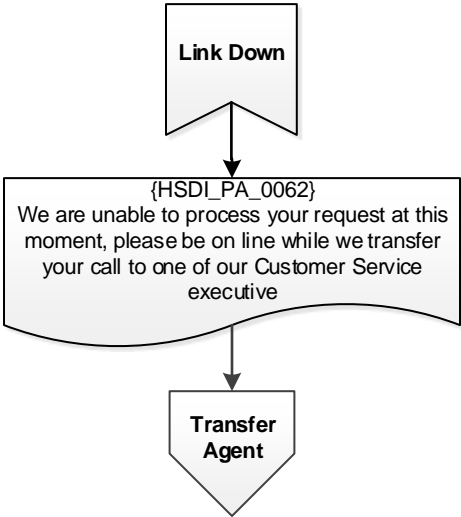 Link Down
{HSDI_PA_0062}
We are unable to process your request at this
moment, please be on line while we transfer
your call to one of our Customer Service
executive
Transfer
Agent